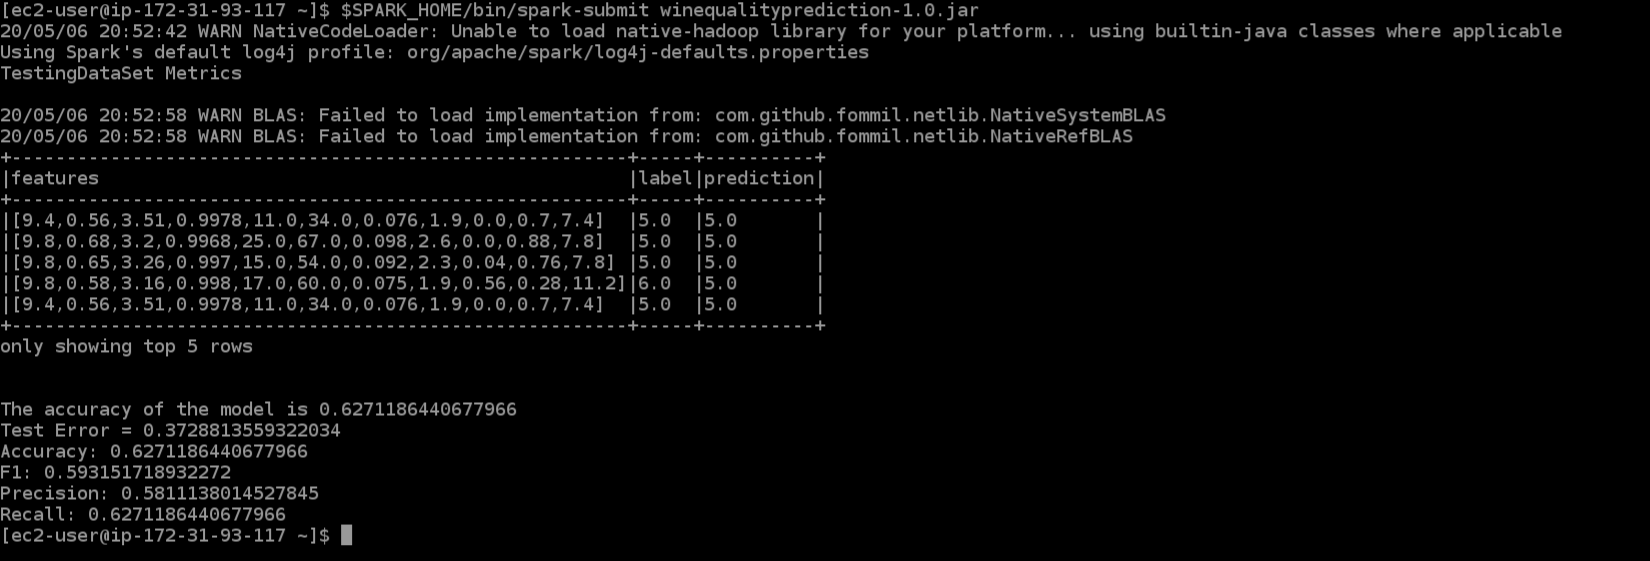 [ec2-user@ip-172-31-93-117 ~]$ $SPARK_HOME/bin/spark-submit winequalityprediction-1.0.jar
20/05/06 20:52:42 WARN NativeCodeLoader: Unable to load native-hadoop library for your platform... using builtin-java classes where applicable
Using Spark's default log4j profile: org/apache/spark/log4j-defaults.properties
TestingDataSet Metrics

20/05/06 20:52:58 WARN BLAS: Failed to load implementation from: com.github.fommil.netlib.NativeSystemBLAS
20/05/06 20:52:58 WARN BLAS: Failed to load implementation from: com.github.fommil.netlib.NativeRefBLAS
+--------------------------------------------------------+-----+----------+
|features                                                |label|prediction|
+--------------------------------------------------------+-----+----------+
|[9.4,0.56,3.51,0.9978,11.0,34.0,0.076,1.9,0.0,0.7,7.4]  |5.0  |5.0       |
|[9.8,0.68,3.2,0.9968,25.0,67.0,0.098,2.6,0.0,0.88,7.8]  |5.0  |5.0       |
|[9.8,0.65,3.26,0.997,15.0,54.0,0.092,2.3,0.04,0.76,7.8] |5.0  |5.0       |
|[9.8,0.58,3.16,0.998,17.0,60.0,0.075,1.9,0.56,0.28,11.2]|6.0  |5.0       |
|[9.4,0.56,3.51,0.9978,11.0,34.0,0.076,1.9,0.0,0.7,7.4]  |5.0  |5.0       |
+--------------------------------------------------------+-----+----------+
only showing top 5 rows

The accuracy of the model is 0.6271186440677966
Test Error = 0.3728813559322034
Accuracy: 0.6271186440677966
F1: 0.593151718932272
Precision: 0.5811138014527845
Recall: 0.6271186440677966
[ec2-user@ip-172-31-93-117 ~]$